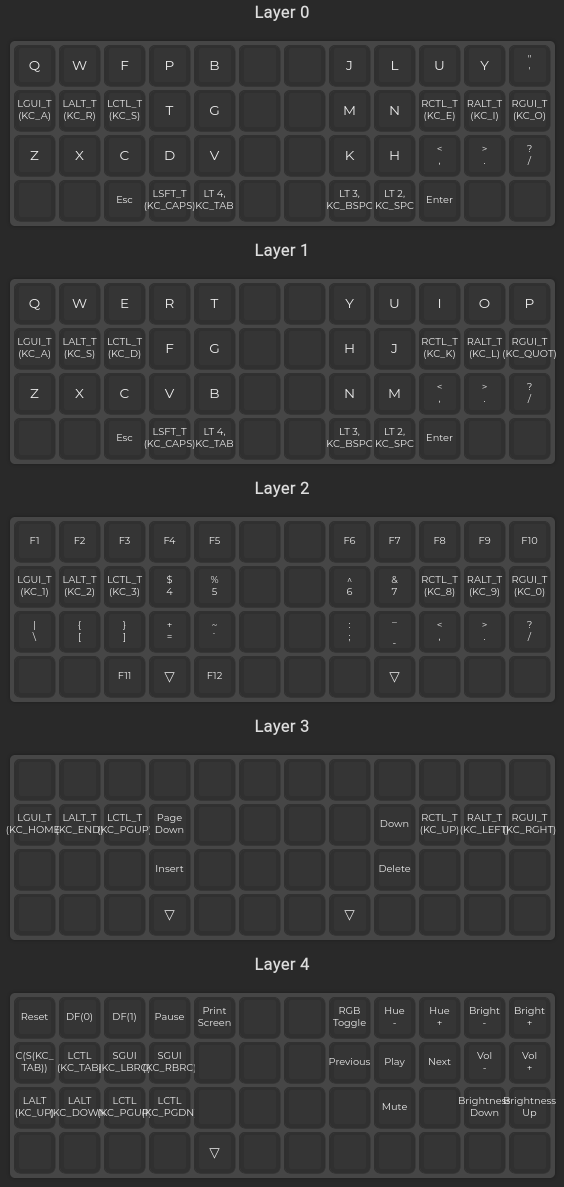 Layer 0
Q W F P B J L U Y "
'
LGUI_T (KC_A) LALT_T (KC_R) LCTL_T (KC_S) T G M N RCTL_T (KC_E) RALT_T (KC_I) RGUI_T (KC_O)
Z X C D V K H < , > . ? /
Esc LSFT_T (KC_CAPS) LT 4, KC_TAB LT 3, KC_BSPC LT 2, KC_SPC Enter
Layer 1
Q W E R T Y U I O P
LGUI_T (KC_A) LALT_T (KC_S) LCTL_T (KC_D) F G H J RCTL_T (KC_K) RALT_T (KC_L) RGUI_T (KC_QUOT)
Z X C V B N M < , > . ? /
Esc LSFT_T (KC_CAPS) LT 4, KC_TAB LT 3, KC_BSPC LT 2, KC_SPC Enter
Layer 2
F1 F2 F3 F4 F5 F6 F7 F8 F9 F10
LGUI_T (KC_1) LALT_T (KC_2) LCTL_T (KC_3) $ 4 % 5 ^ 6 & 7 RCTL_T (KC_8) RALT_T (KC_9) RGUI_T (KC_0)
| \ { [ } ] + = ~ ` : ; _ - < , > . ? /
F11 ▽ F12 ▽
Layer 3
LGUI_T (KC_HOME) LALT_T (KC_END) LCTL_T (KC_PGUP) Page Down Down RCTL_T (KC_UP) RALT_T (KC_LEFT) RGUI_T (KC_RGHT)
Insert Delete
▽ ▽
Layer 4
Reset DF(0) DF(1) Pause Print Screen RGB Toggle Hue - Hue + Bright - Bright +
C(S(KC_TAB)) LCTL (KC_TAB) SGUI (KC_LBRC) SGUI (KC_RBRC) Previous Play Next Vol - Vol +
LALT (KC_UP) LALT (KC_DOWN) LCTL (KC_PGUP) LCTL (KC_PGDN) Mute Brightness Down Brightness Up
▽